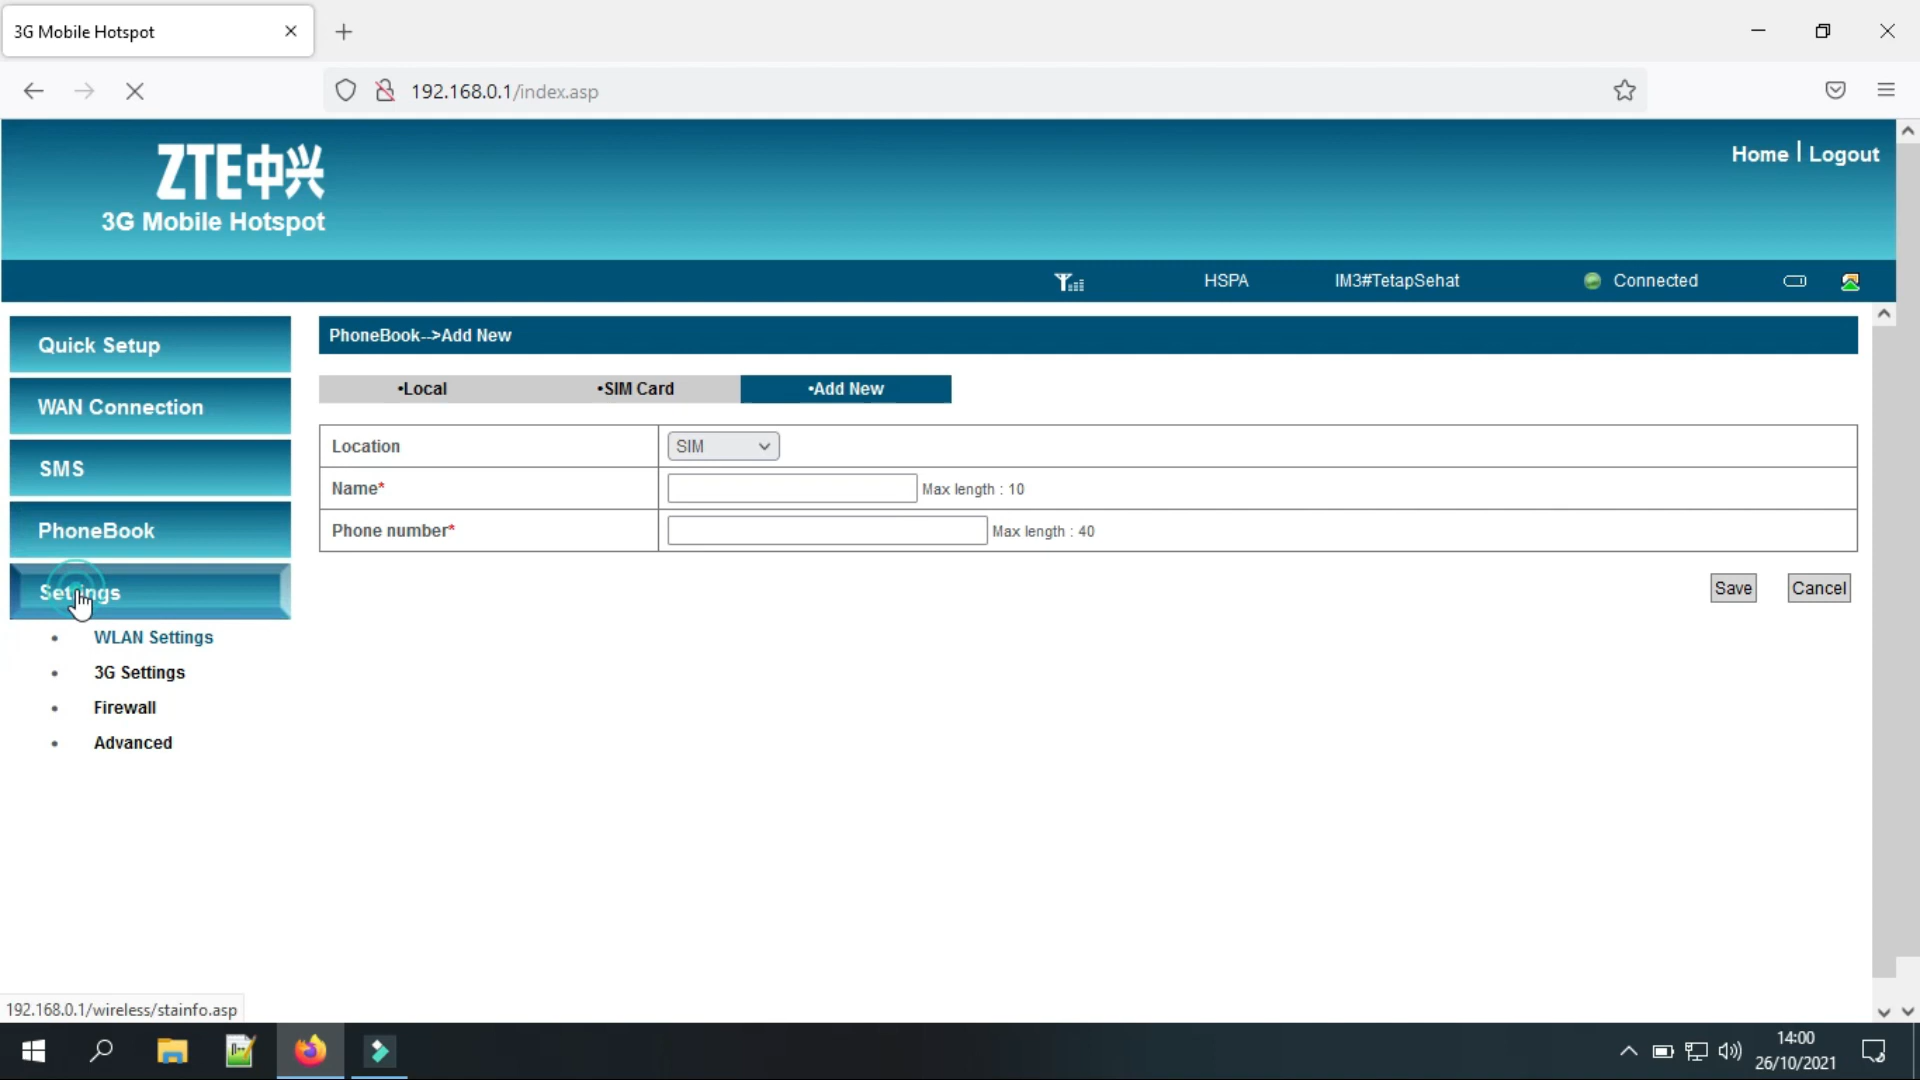 3G Mobile Hotspot
192.168.0.1/index.asp
ZTE中兴
3G Mobile Hotspot
Home | Logout
HSPA
IM3#TetapSehat
Connected
Quick Setup
WAN Connection
SMS
PhoneBook
Settings
• WLAN Settings
• 3G Settings
• Firewall
• Advanced
PhoneBook-->Add New
•Local
•SIM Card
•Add New
Location
SIM
Name*
Max length : 10
Phone number*
Max length : 40
Save
Cancel
192.168.0.1/wireless/stainfo.asp
14:00
26/10/2021